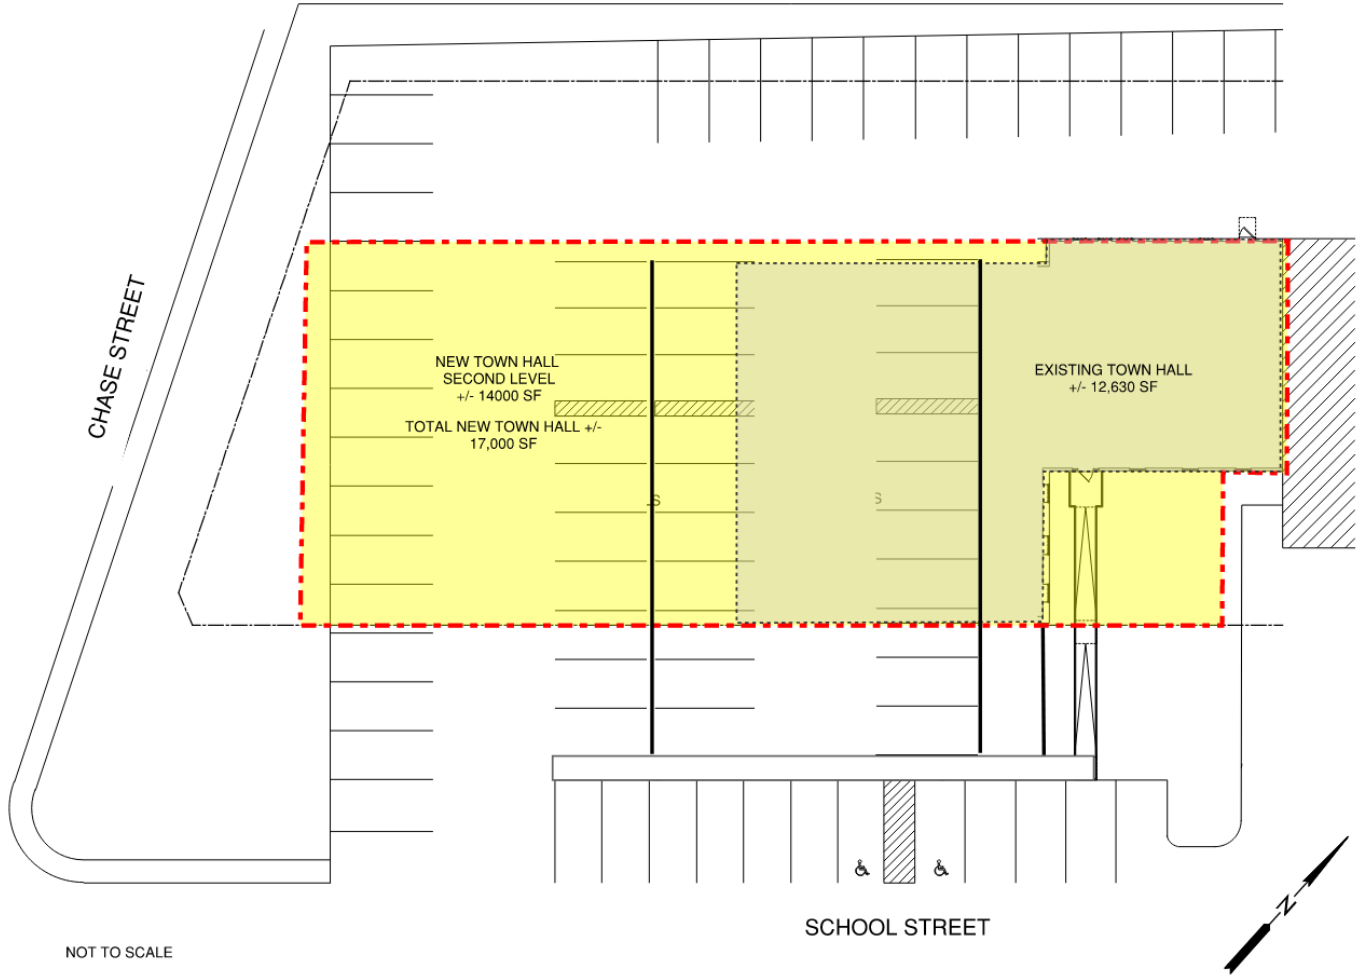 CHASE STREET
NEW TOWN HALL
SECOND LEVEL
+/- 14000 SF
TOTAL NEW TOWN HALL +/-
17,000 SF
EXISTING TOWN HALL
+/- 12,630 SF
S
S
SCHOOL STREET
N
NOT TO SCALE